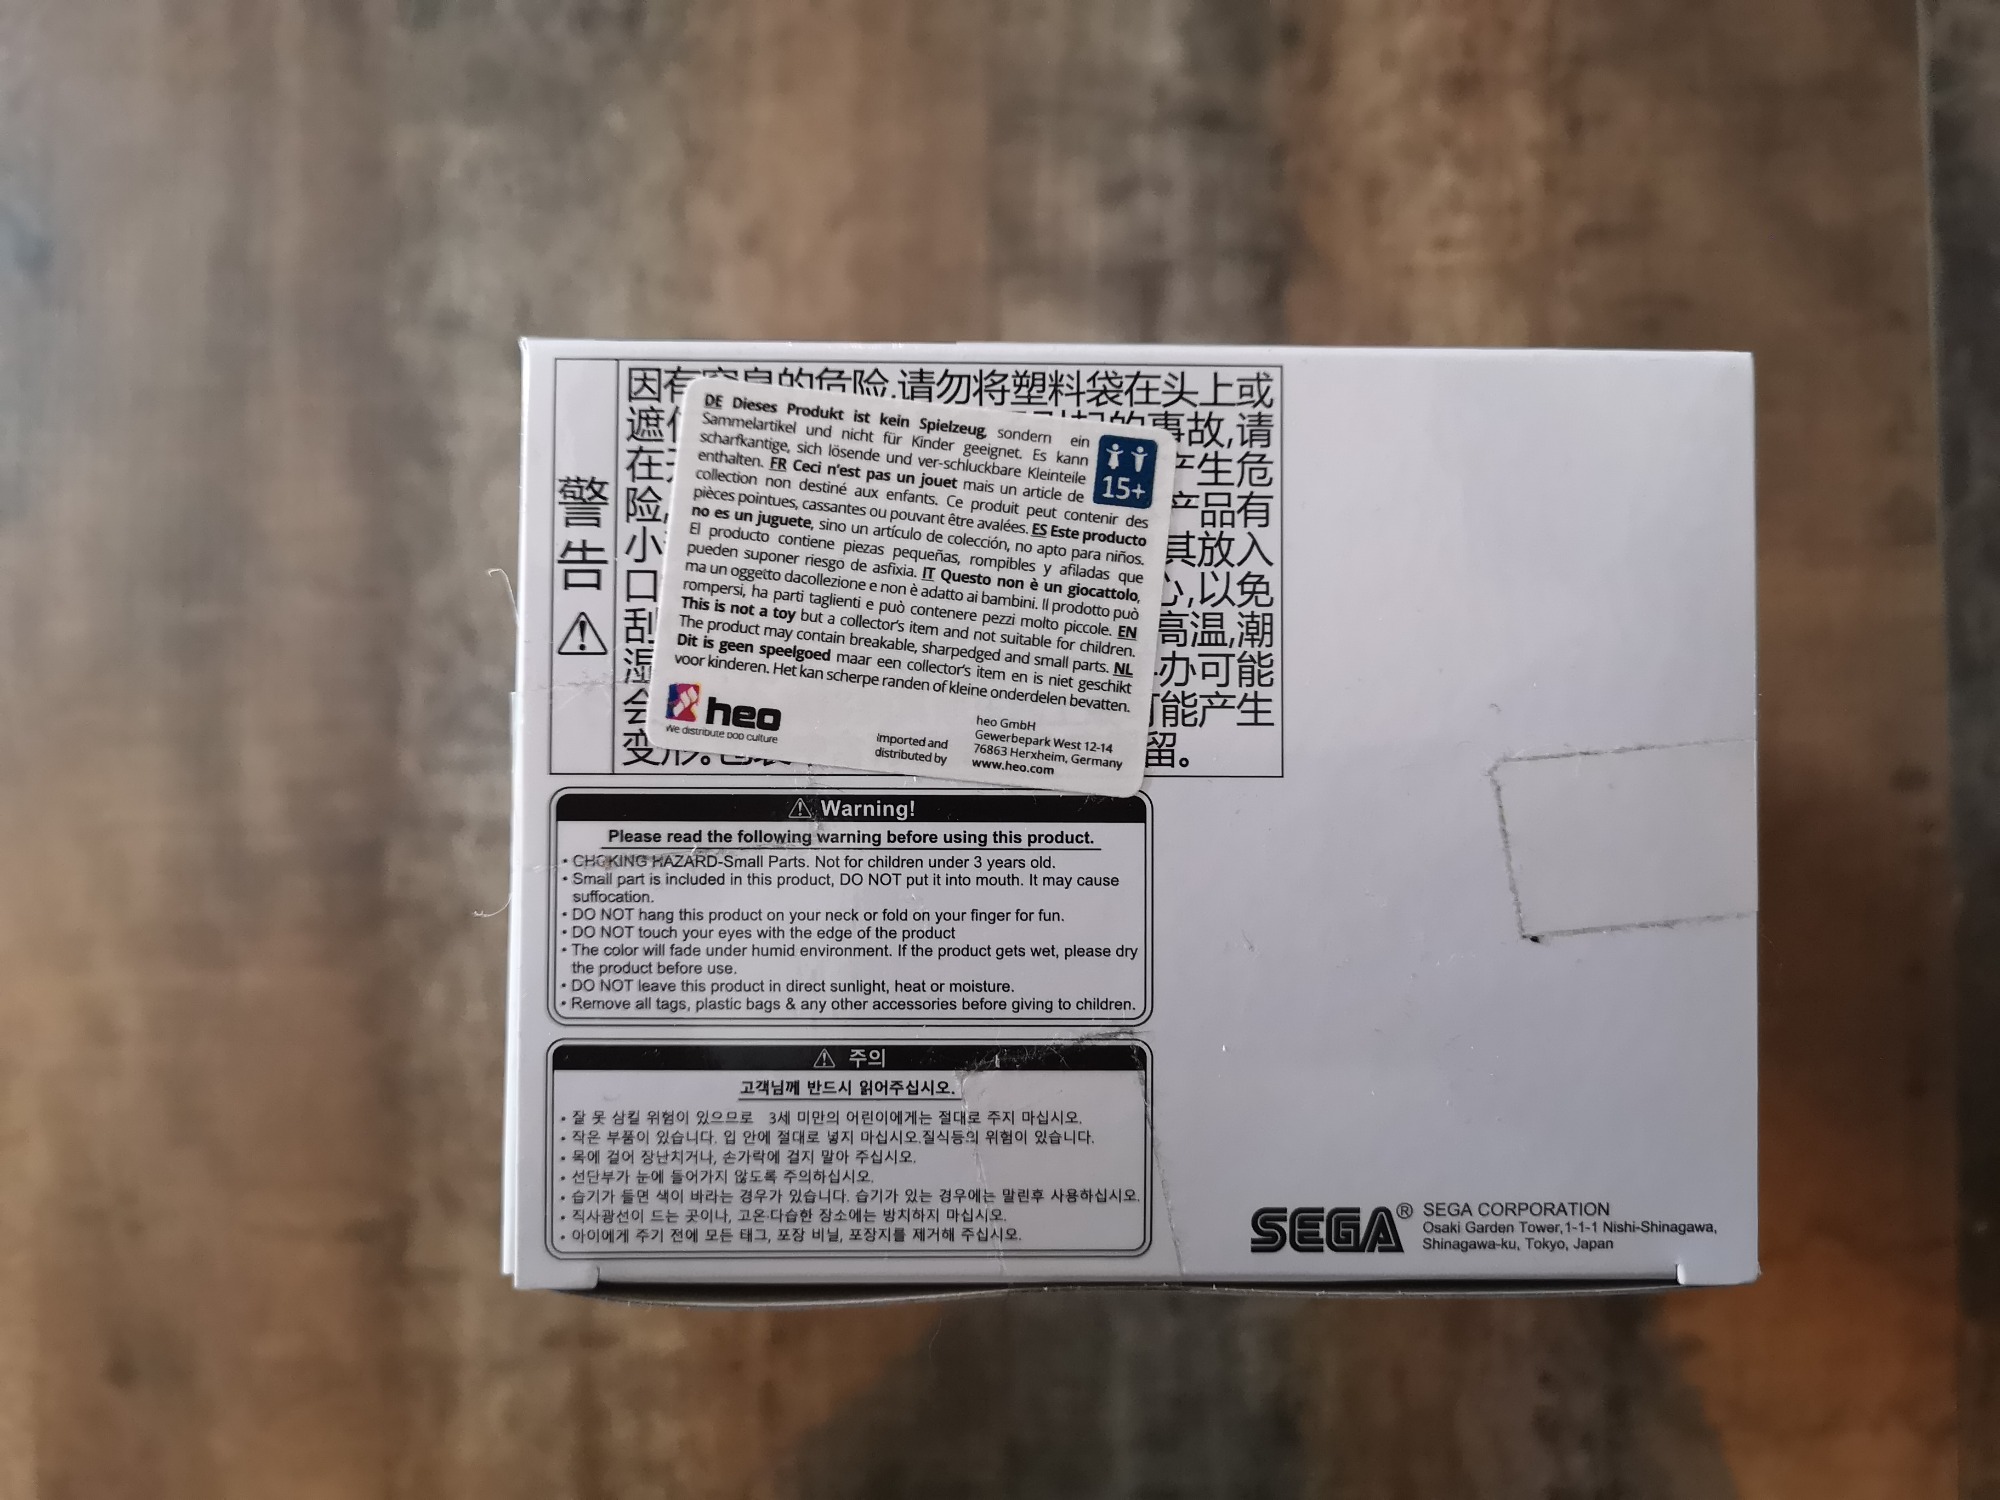 警告
因有窒息的危险,请勿将塑料袋在头上或
遮
事故,请
在
产生危
险,
产品有
小
其放入
口
心,以免
刮
高温,潮
湿
办可能
会
可能产生
变形。包装
留。
DE Dieses Produkt ist kein Spielzeug, sondern ein
Sammelartikel und nicht für Kinder geeignet. Es kann
scharfkantige, sich lösende und ver-schluckbare Kleinteile
enthalten. FR Ceci n'est pas un jouet mais un article de
collection non destiné aux enfants. Ce produit peut contenir des
pièces pointues, cassantes ou pouvant être avalées. ES Este producto
no es un juguete, sino un artículo de colección, no apto para niños.
El producto contiene piezas pequeñas, rompibles y afiladas que
pueden suponer riesgo de asfixia. IT Questo non è un giocattolo,
ma un oggetto dacollezione e non è adatto ai bambini. Il prodotto può
rompersi, ha parti taglienti e può contenere pezzi molto piccole. EN
This is not a toy but a collector's item and not suitable for children.
The product may contain breakable, sharpedged and small parts. NL
Dit is geen speelgoed maar een collector's item en is niet geschikt
voor kinderen. Het kan scherpe randen of kleine onderdelen bevatten.
15+
heo
We distribute pop culture
imported and
distributed by
heo GmbH
Gewerbepark West 12-14
76863 Herxheim, Germany
www.heo.com
Warning!
Please read the following warning before using this product.
• CHOKING HAZARD-Small Parts. Not for children under 3 years old.
• Small part is included in this product, DO NOT put it into mouth. It may cause
suffocation.
• DO NOT hang this product on your neck or fold on your finger for fun.
• DO NOT touch your eyes with the edge of the product
• The color will fade under humid environment. If the product gets wet, please dry
the product before use.
• DO NOT leave this product in direct sunlight, heat or moisture.
• Remove all tags, plastic bags & any other accessories before giving to children.
주의
고객님께 반드시 읽어주십시오.
• 잘 못 삼킬 위험이 있으므로 3세 미만의 어린이에게는 절대로 주지 마십시오.
• 작은 부품이 있습니다. 입 안에 절대로 넣지 마십시오.질식등의 위험이 있습니다.
• 목에 걸어 장난치거나, 손가락에 걸지 말아 주십시오.
• 선단부가 눈에 들어가지 않도록 주의하십시오.
• 습기가 들면 색이 바라는 경우가 있습니다. 습기가 있는 경우에는 말린후 사용하십시오.
• 직사광선이 드는 곳이나, 고온·다습한 장소에는 방치하지 마십시오.
• 아이에게 주기 전에 모든 태그, 포장 비닐, 포장지를 제거해 주십시오.
SEGA®
SEGA CORPORATION
Osaki Garden Tower,1-1-1 Nishi-Shinagawa,
Shinagawa-ku, Tokyo, Japan